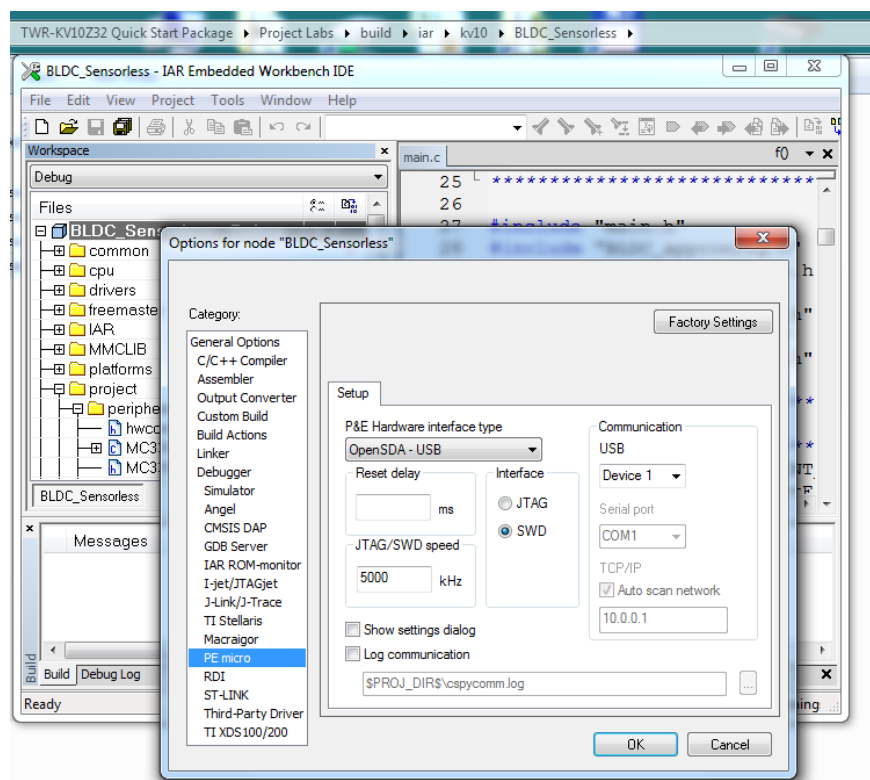 TWR-KV10Z32 Quick Start Package ▸ Project Labs ▸ build ▸ iar ▸ kv10 ▸ BLDC_Sensorless ▸
BLDC_Sensorless - IAR Embedded Workbench IDE
File Edit View Project Tools Window Help
Workspace
main.c
f()
Debug
Files
25 ****************************
26
27 #include "main.h"
28 #include
BLDC_Sens
common
cpu
drivers
freemaste
IAR
MMCLIB
platforms
project
periphe
hwcc
MC3
MC3
BLDC_Sensorless
Messages
Build
Build Debug Log
Ready
Options for node "BLDC_Sensorless"
Category:
General Options
C/C++ Compiler
Assembler
Output Converter
Custom Build
Build Actions
Linker
Debugger
Simulator
Angel
CMSIS DAP
GDB Server
IAR ROM-monitor
I-jet/JTAGjet
J-Link/J-Trace
TI Stellaris
Macraigor
PE micro
RDI
ST-LINK
Third-Party Driver
TI XDS100/200
Factory Settings
Setup
P&E Hardware interface type
OpenSDA - USB
Reset delay
ms
JTAG/SWD speed
5000 kHz
Interface
JTAG
SWD
Communication
USB
Device 1
Serial port
COM1
TCP/IP
Auto scan network
10.0.0.1
Show settings dialog
Log communication
$PROJ_DIR$\cspycomm.log
...
OK Cancel